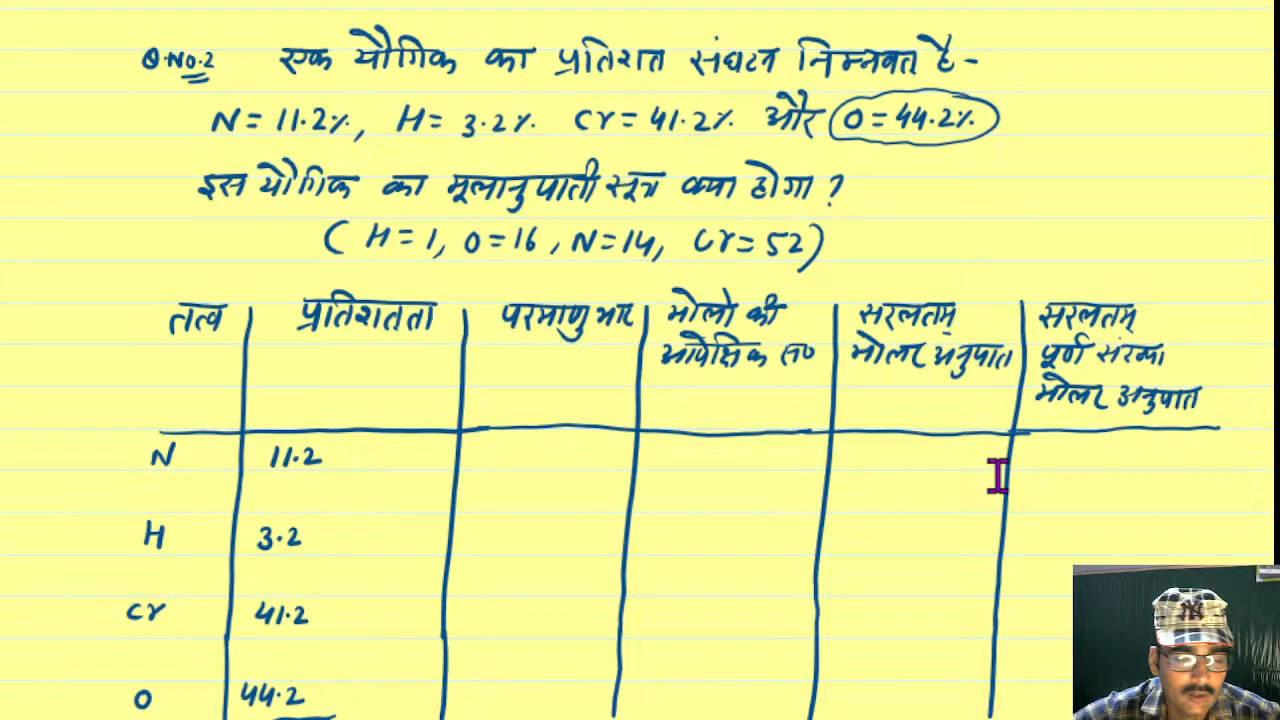 Q.No.2 एक यौगिक का प्रतिशत संघटन निम्नवत है-
N = 11.2%, H = 3.2% Cr = 41.2% और O = 44.2%
इस यौगिक का मूलानुपाती सूत्र क्या होगा ?
( H = 1, O = 16, N = 14, Cr = 52 )
तत्व प्रतिशतता परमाणु भार मोलो की आपेक्षिक सं० सरलतम् मोलर अनुपात सरलतम् पूर्ण संख्या मोलर अनुपात
N 11.2
H 3.2
Cr 41.2
O 44.2